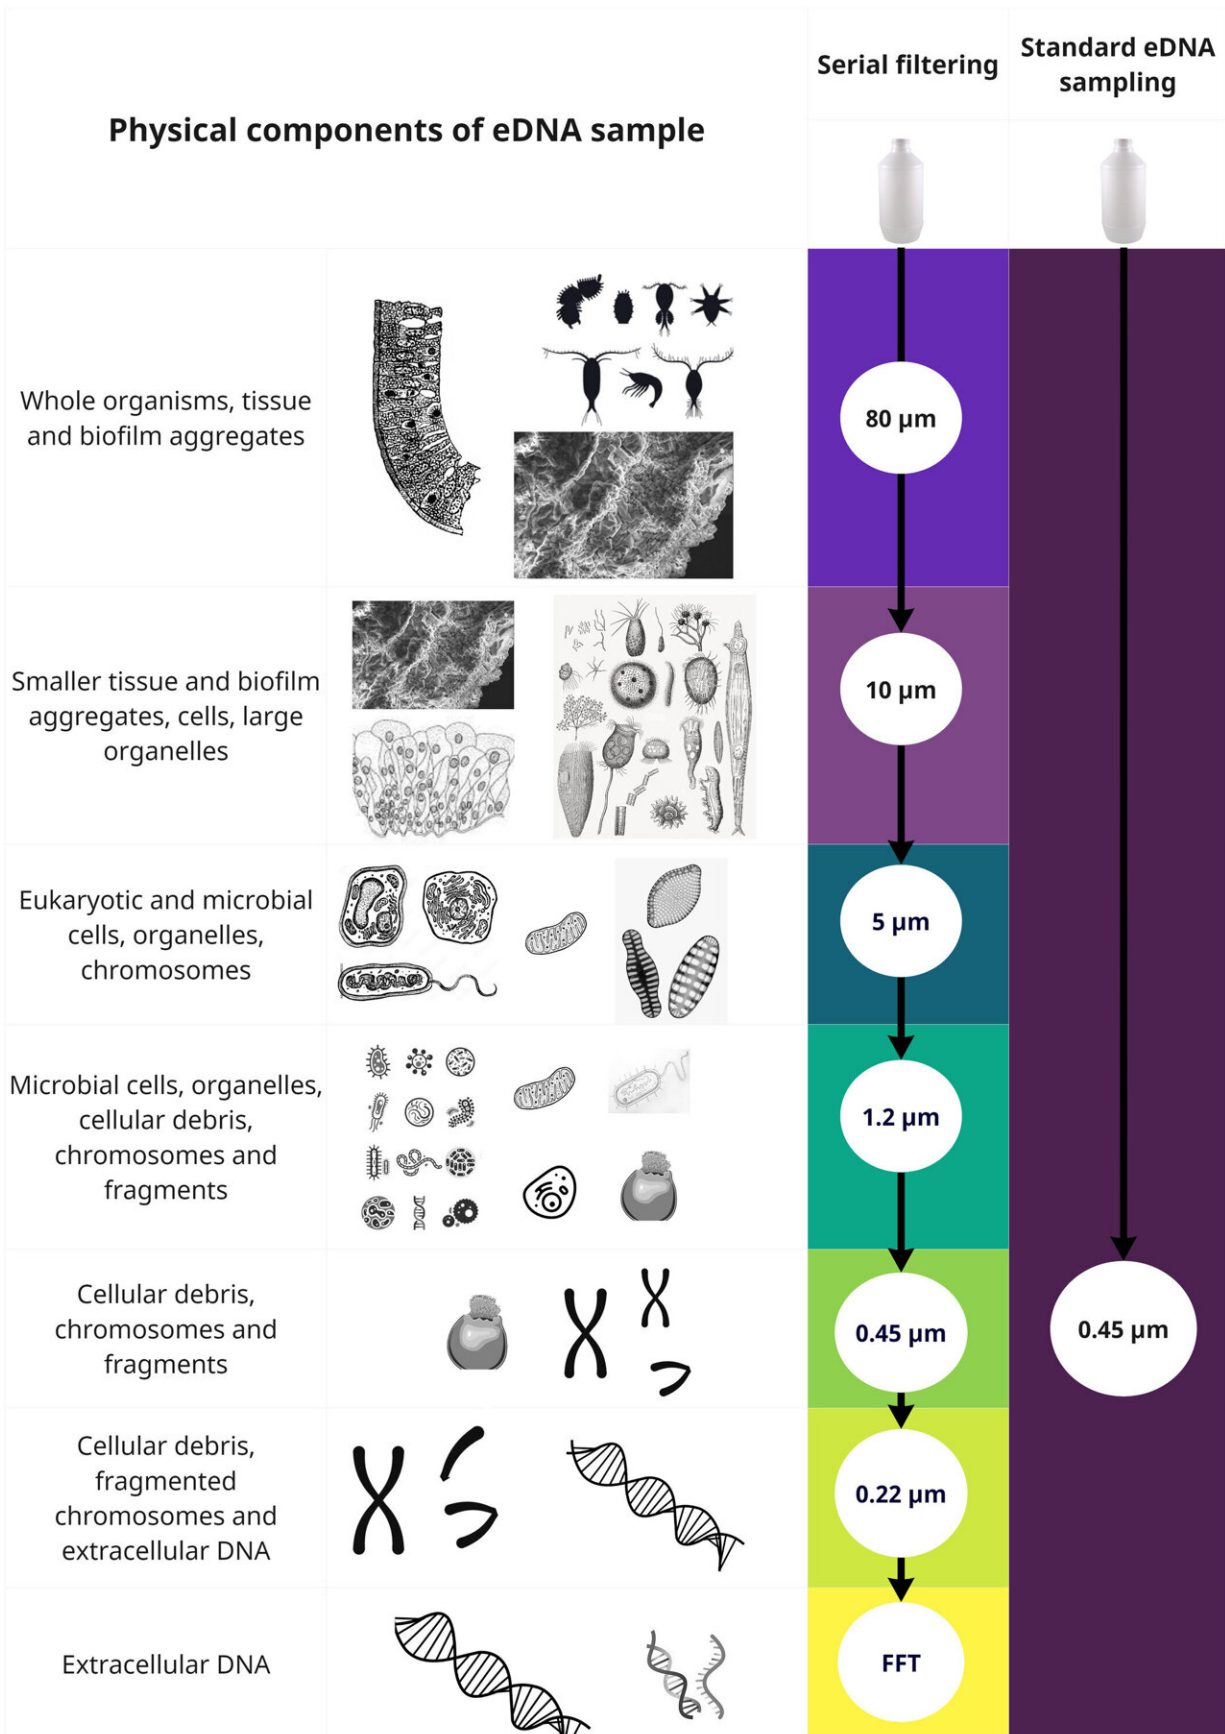 Physical components of eDNA sample
Serial filtering
Standard eDNA
sampling
Whole organisms, tissue
and biofilm aggregates
80 µm
Smaller tissue and biofilm
aggregates, cells, large
organelles
10 µm
Eukaryotic and microbial
cells, organelles,
chromosomes
5 µm
Microbial cells, organelles,
cellular debris,
chromosomes and
fragments
1.2 µm
Cellular debris,
chromosomes and
fragments
0.45 µm
0.45 µm
Cellular debris,
fragmented
chromosomes and
extracellular DNA
0.22 µm
Extracellular DNA
FFT